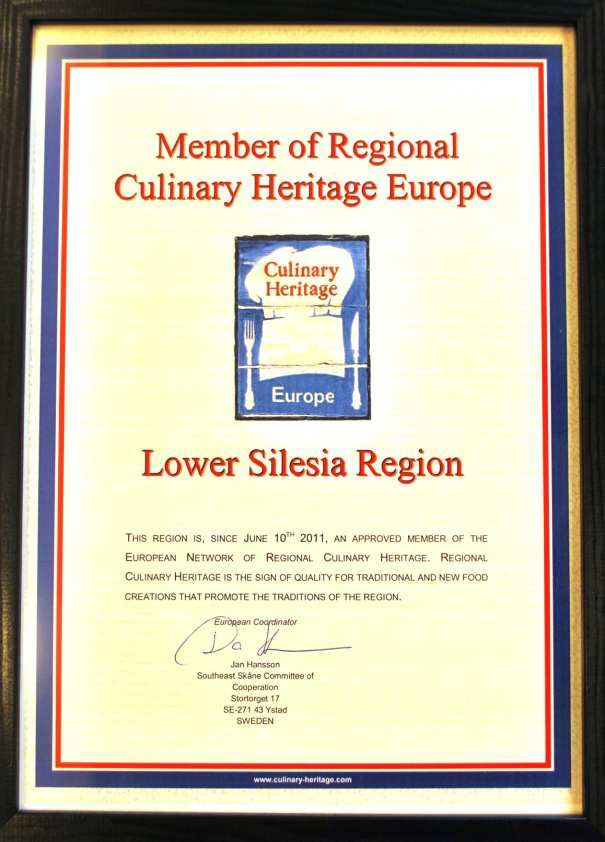 Member of Regional
Culinary Heritage Europe
Culinary
Heritage
Europe
Lower Silesia Region
THIS REGION IS, SINCE JUNE 10TH 2011, AN APPROVED MEMBER OF THE
EUROPEAN NETWORK OF REGIONAL CULINARY HERITAGE. REGIONAL
CULINARY HERITAGE IS THE SIGN OF QUALITY FOR TRADITIONAL AND NEW FOOD
CREATIONS THAT PROMOTE THE TRADITIONS OF THE REGION.
European Coordinator
Jan Hansson
Southeast Skåne Committee of
Cooperation
Stortorget 17
SE-271 43 Ystad
SWEDEN
www.culinary-heritage.com